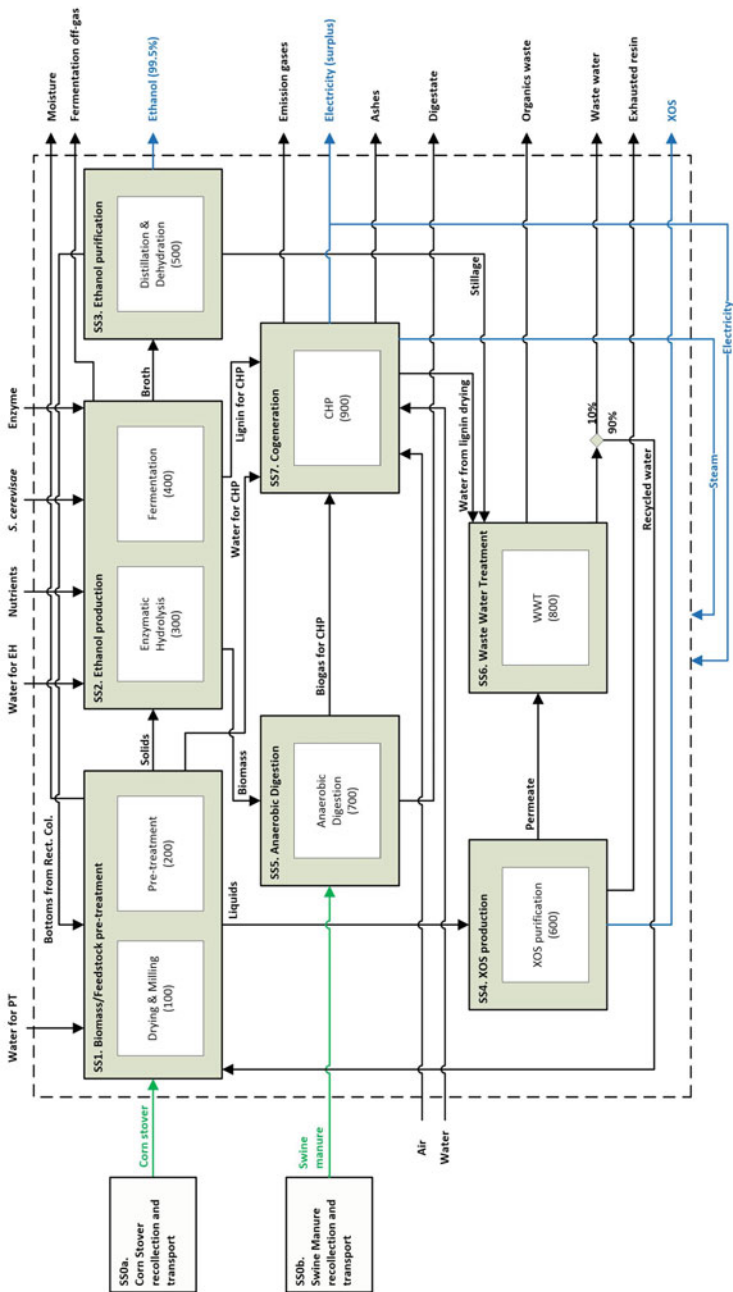 Water for PT
Water for EH
Nutrients
S. cerevisae
Enzyme
Moisture
Fermentation off-gas
Ethanol (99.5%)
Bottoms from Rect. Col.
SS0a.
Corn Stover
recollection and
transport
Corn stover
SS1. Biomass/Feedstock pre-treatment
Drying & Milling
(100)
Pre-treatment
(200)
Solids
SS2. Ethanol production
Enzymatic
Hydrolysis
(300)
Fermentation
(400)
Broth
SS3. Ethanol purification
Distillation &
Dehydration
(500)
Liquids
Biomass
Water for CHP
Lignin for CHP
SS0b.
Swine Manure
recollection and
transport
Swine
manure
SS5. Anaerobic Digestion
Anaerobic
Digestion
(700)
Biogas for CHP
SS7. Cogeneration
CHP
(900)
Emission gases
Electricity (surplus)
Ashes
Digestate
Air
Water
Water from lignin drying
Stillage
SS4. XOS production
XOS purification
(600)
Permeate
SS6. Waste Water Treatment
WWT
(800)
10%
90%
Recycled water
Organics waste
Waste water
Exhausted resin
XOS
Steam
Electricity